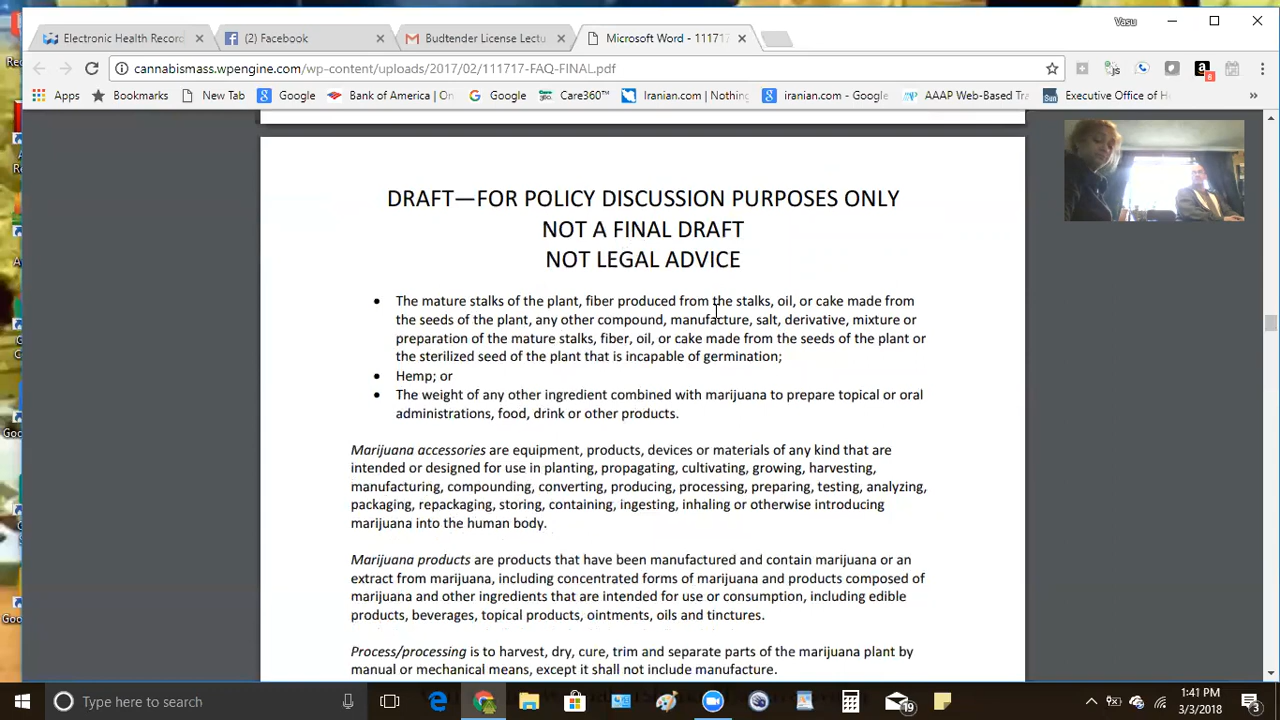 Vasu
Electronic Health Record
(2) Facebook
Budtender License Lectu
Microsoft Word - 11171
cannabismass.wpengine.com/wp-content/uploads/2017/02/111717-FAQ-FINAL.pdf
Apps
Bookmarks
New Tab
Google
Bank of America | On
Google
Care360™
Iranian.com | Nothing
iranian.com - Google
AAAP Web-Based Tra
Executive Office of H
DRAFT—FOR POLICY DISCUSSION PURPOSES ONLY
NOT A FINAL DRAFT
NOT LEGAL ADVICE
• The mature stalks of the plant, fiber produced from the stalks, oil, or cake made from
the seeds of the plant, any other compound, manufacture, salt, derivative, mixture or
preparation of the mature stalks, fiber, oil, or cake made from the seeds of the plant or
the sterilized seed of the plant that is incapable of germination;
• Hemp; or
• The weight of any other ingredient combined with marijuana to prepare topical or oral
administrations, food, drink or other products.
Marijuana accessories are equipment, products, devices or materials of any kind that are
intended or designed for use in planting, propagating, cultivating, growing, harvesting,
manufacturing, compounding, converting, producing, processing, preparing, testing, analyzing,
packaging, repackaging, storing, containing, ingesting, inhaling or otherwise introducing
marijuana into the human body.
Marijuana products are products that have been manufactured and contain marijuana or an
extract from marijuana, including concentrated forms of marijuana and products composed of
marijuana and other ingredients that are intended for use or consumption, including edible
products, beverages, topical products, ointments, oils and tinctures.
Process/processing is to harvest, dry, cure, trim and separate parts of the marijuana plant by
manual or mechanical means, except it shall not include manufacture.
Type here to search
19
1:41 PM
3/3/2018
3